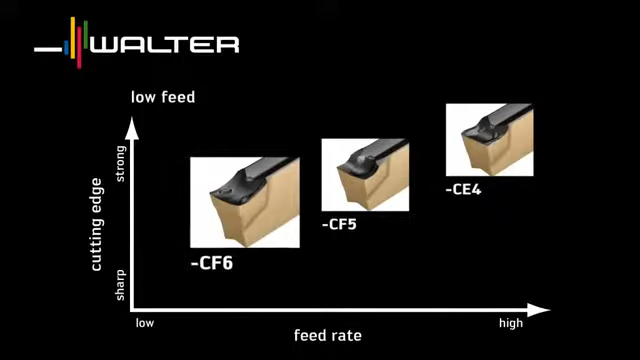 WALTER
low feed
strong
cutting edge
sharp
-CF6
-CF5
-CE4
low
high
feed rate